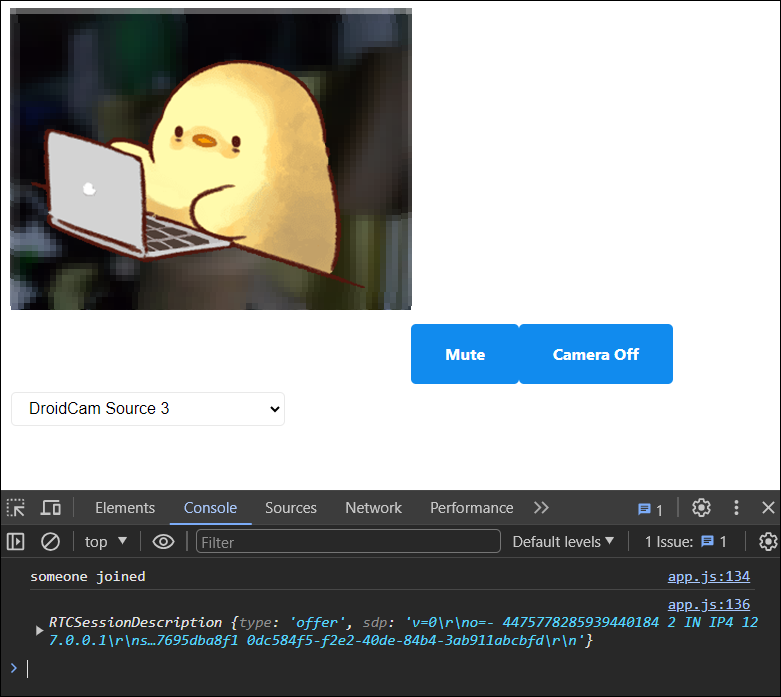 Mute
Camera Off
DroidCam Source 3
Elements
Console
Sources
Network
Performance
1
top
Filter
Default levels
1 Issue:
1
someone joined
app.js:134
app.js:136
RTCSessionDescription {type: 'offer', sdp: 'v=0\r\no=- 4475778285939440184 2 IN IP4 12
7.0.0.1\r\ns…7695dba8f1 0dc584f5-f2e2-40de-84b4-3ab911abcbfd\r\n'}